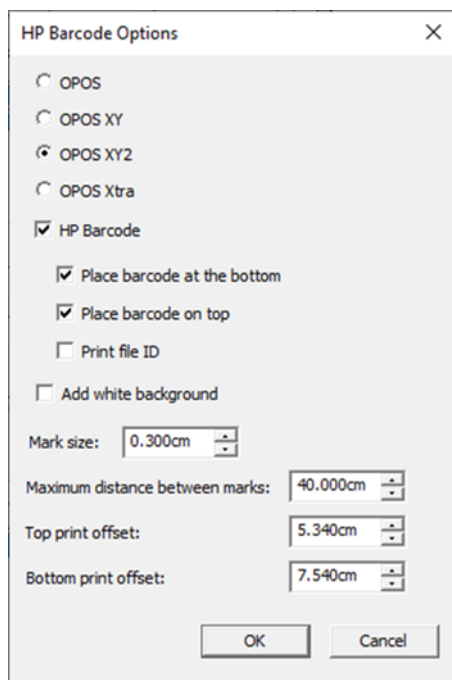 HP Barcode Options
OPOS
OPOS XY
OPOS XY2
OPOS Xtra
HP Barcode
Place barcode at the bottom
Place barcode on top
Print file ID
Add white background
Mark size: 0.300cm
Maximum distance between marks: 40.000cm
Top print offset: 5.340cm
Bottom print offset: 7.540cm
OK Cancel